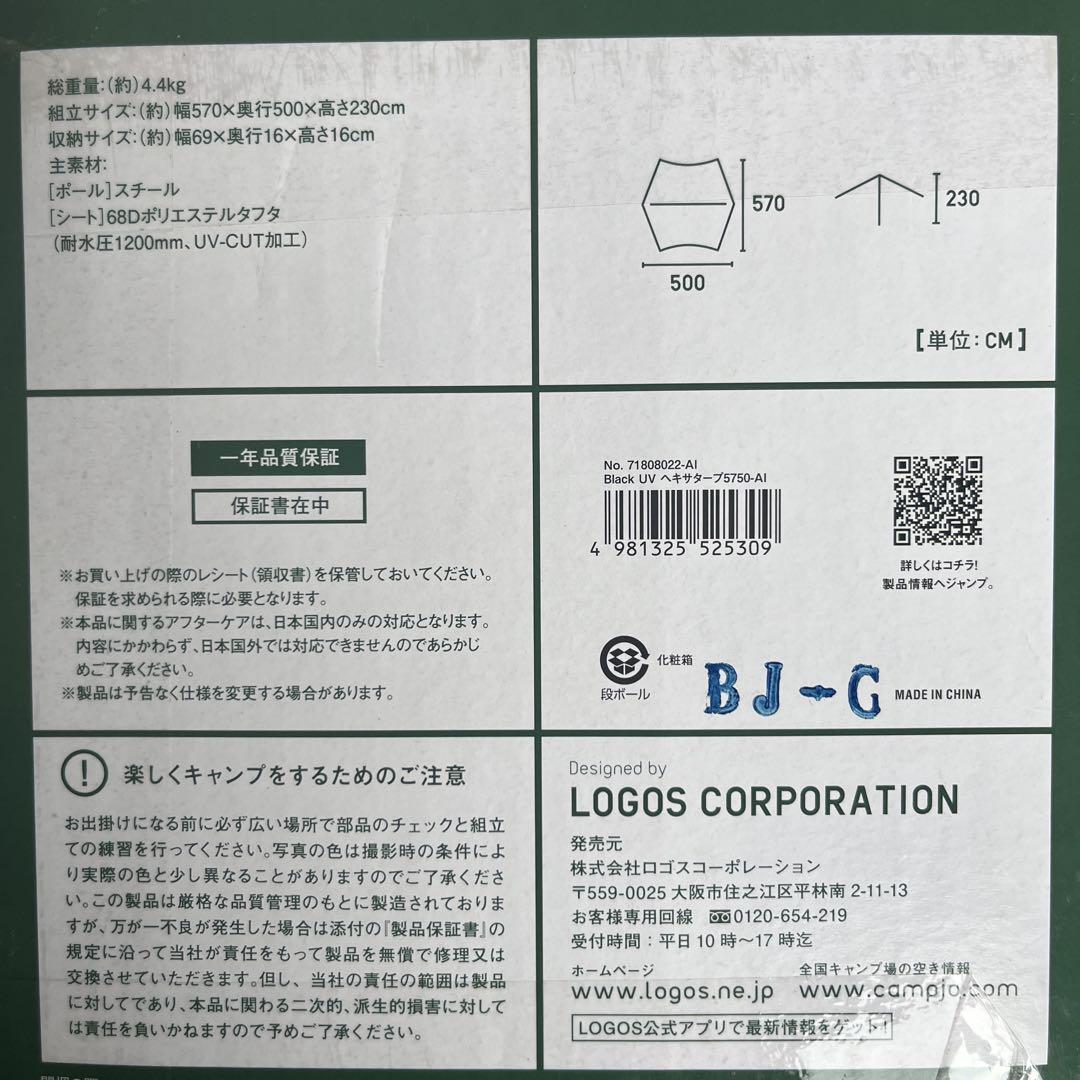 総重量:(約)4.4kg
組立サイズ:(約)幅570×奥行500×高さ230cm
収納サイズ:(約)幅69×奥行16×高さ16cm
主素材:
[ポール]スチール
[シート]68Dポリエステルタフタ
(耐水圧1200mm、UV-CUT加工)
570
500
230
[単位:CM]
一年品質保証
保証書在中
※お買い上げの際のレシート(領収書)を保管しておいてください。
保証を求められる際に必要となります。
※本品に関するアフターケアは、日本国内のみの対応となります。
内容にかかわらず、日本国外では対応できませんのであらかじ
めご了承ください。
※製品は予告なく仕様を変更する場合があります。
No. 71808022-AI
Black UV ヘキサタープ5750-AI
4 981325 525309
詳しくはコチラ!
製品情報へジャンプ。
化粧箱
段ボール
BJ-C
MADE IN CHINA
! 楽しくキャンプをするためのご注意
お出掛けになる前に必ず広い場所で部品のチェックと組立
ての練習を行ってください。写真の色は撮影時の条件によ
り実際の色と少し異なることがありますのでご了承くださ
い。この製品は厳格な品質管理のもとに製造されておりま
すが、万が一不良が発生した場合は添付の『製品保証書』の
規定に沿って当社が責任をもって製品を無償で修理又は
交換させていただきます。但し、当社の責任の範囲は製品
に対してであり、本品に関わる二次的、派生的損害に対して
は責任を負いかねますので予めご了承ください。
Designed by
LOGOS CORPORATION
発売元
株式会社ロゴスコーポレーション
〒559-0025 大阪市住之江区平林南 2-11-13
お客様専用回線 0120-654-219
受付時間:平日10時〜17時迄
ホームページ
www.logos.ne.jp
全国キャンプ場の空き情報
www.campjo.com
LOGOS公式アプリで最新情報をゲット!